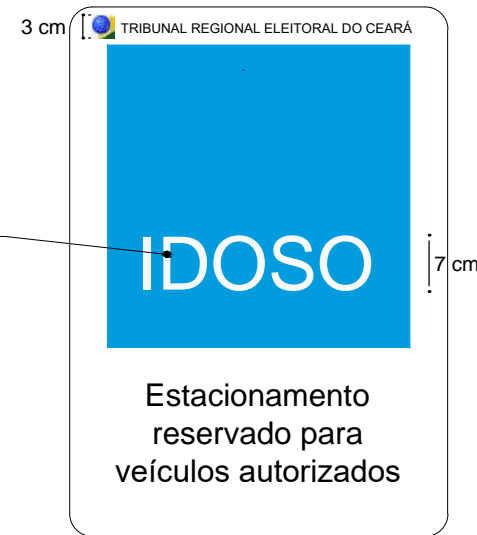 3 cm
TRIBUNAL REGIONAL ELEITORAL DO CEARÁ
IDOSO
7 cm
Estacionamento
reservado para
veículos autorizados